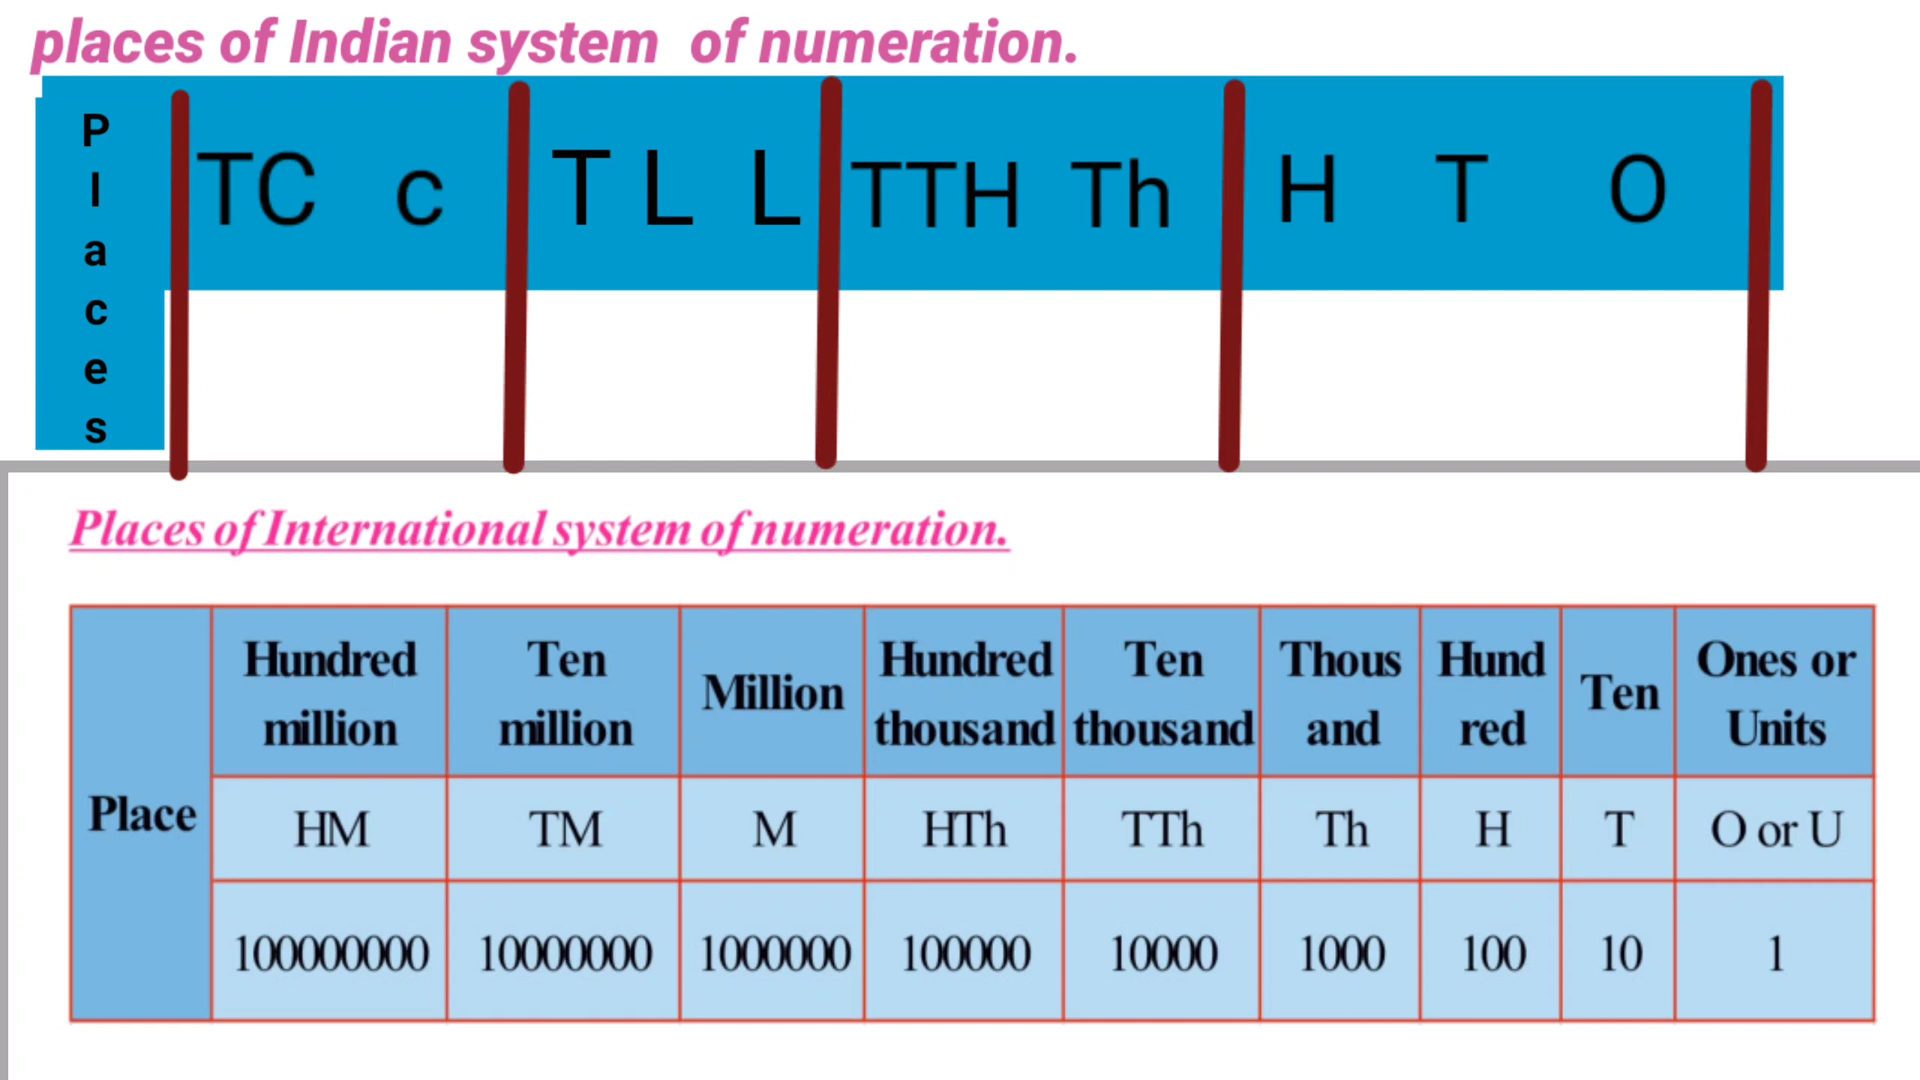 places of Indian system of numeration.
Places
TC c TL L TTH Th H T O
Places of International system of numeration.
Place
Hundred million Ten million Million Hundred thousand Ten thousand Thous and Hund red Ten Ones or Units
HM TM M HTh TTh Th H T O or U
100000000 10000000 1000000 100000 10000 1000 100 10 1